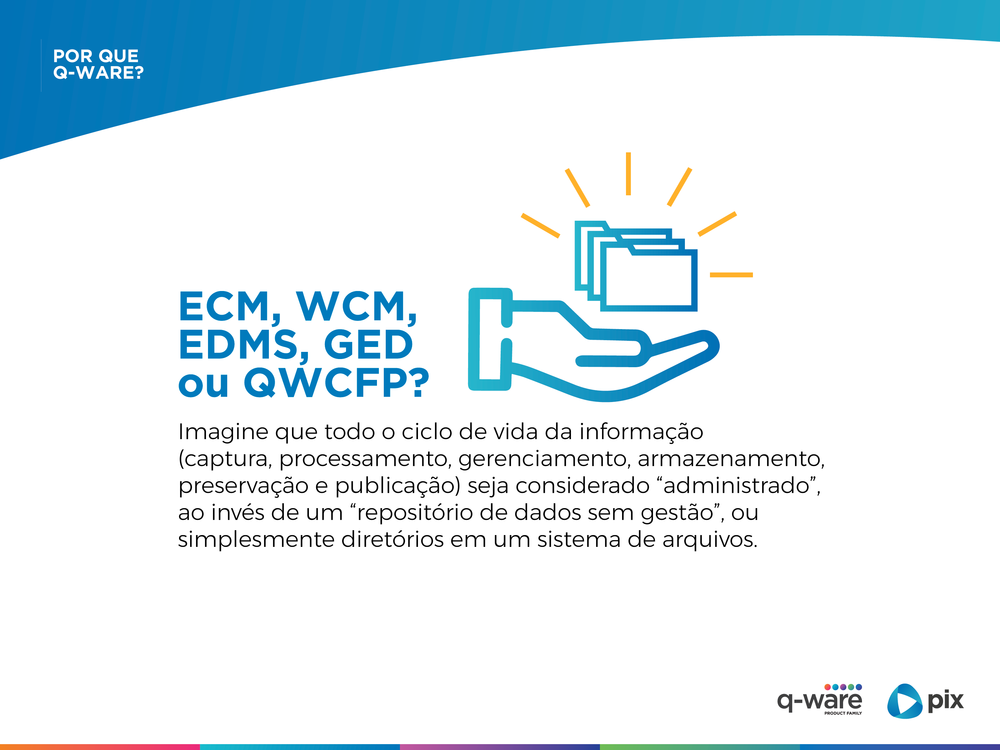 POR QUE
Q-WARE?
ECM, WCM,
EDMS, GED
ou QWCFP?
Imagine que todo o ciclo de vida da informação
(captura, processamento, gerenciamento, armazenamento,
preservação e publicação) seja considerado “administrado”,
ao invés de um “repositório de dados sem gestão”, ou
simplesmente diretórios em um sistema de arquivos.
q-ware
PRODUCT FAMILY
pix